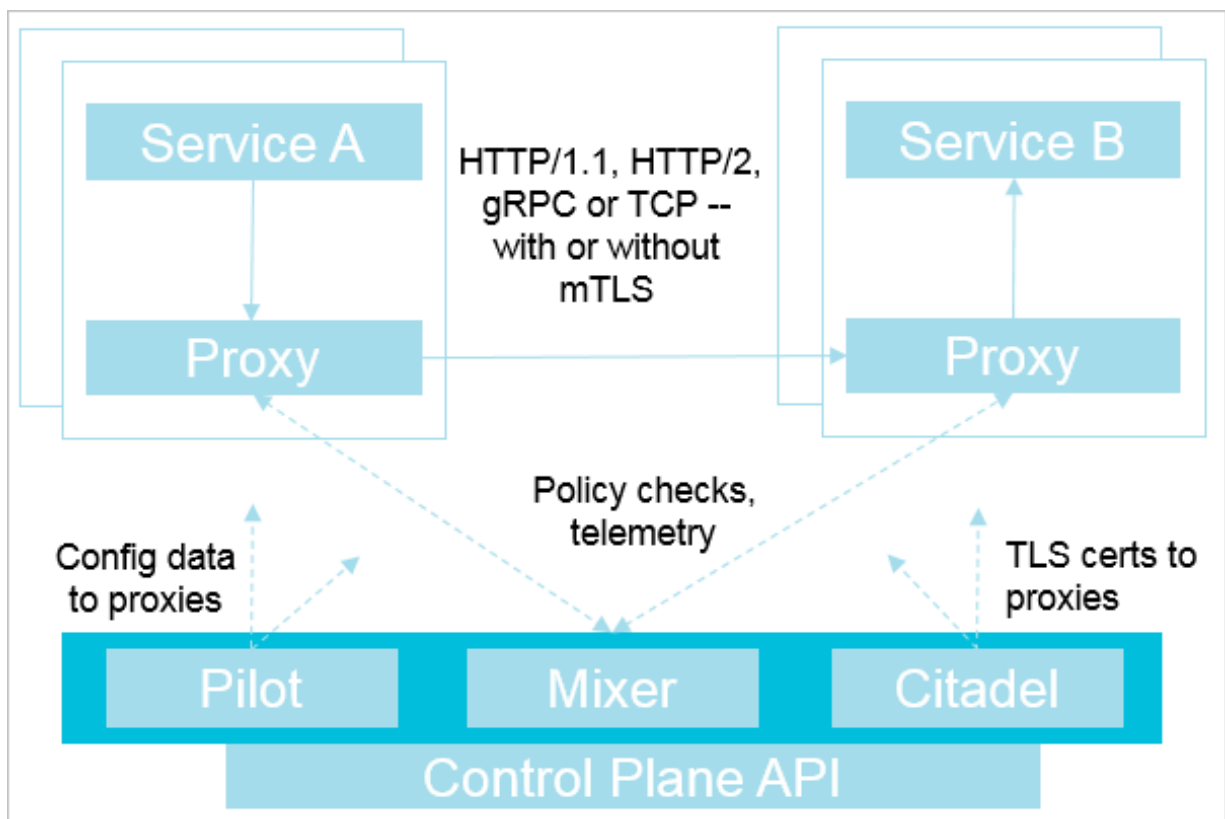 Service A
Service B
HTTP/1.1, HTTP/2,
gRPC or TCP --
with or without
mTLS
Proxy
Proxy
Policy checks,
telemetry
Config data
to proxies
TLS certs to
proxies
Pilot
Mixer
Citadel
Control Plane API